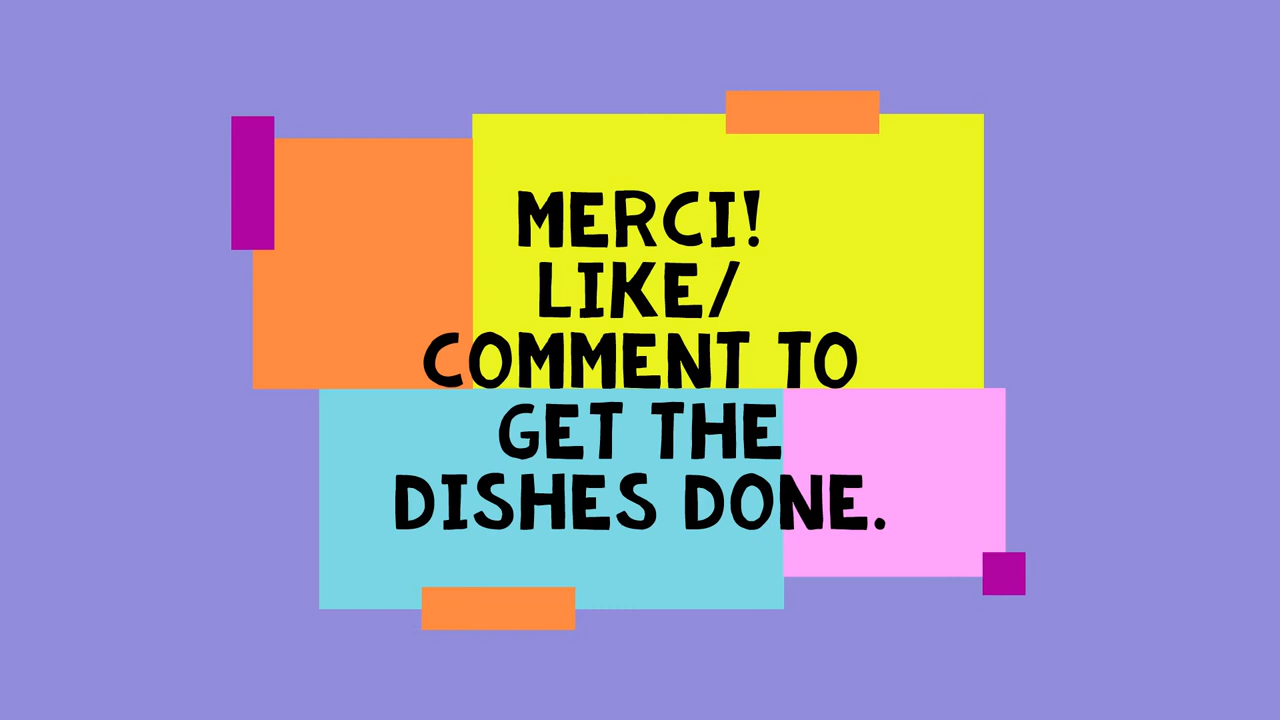 MERCI!
LIKE/
COMMENT TO
GET THE
DISHES DONE.